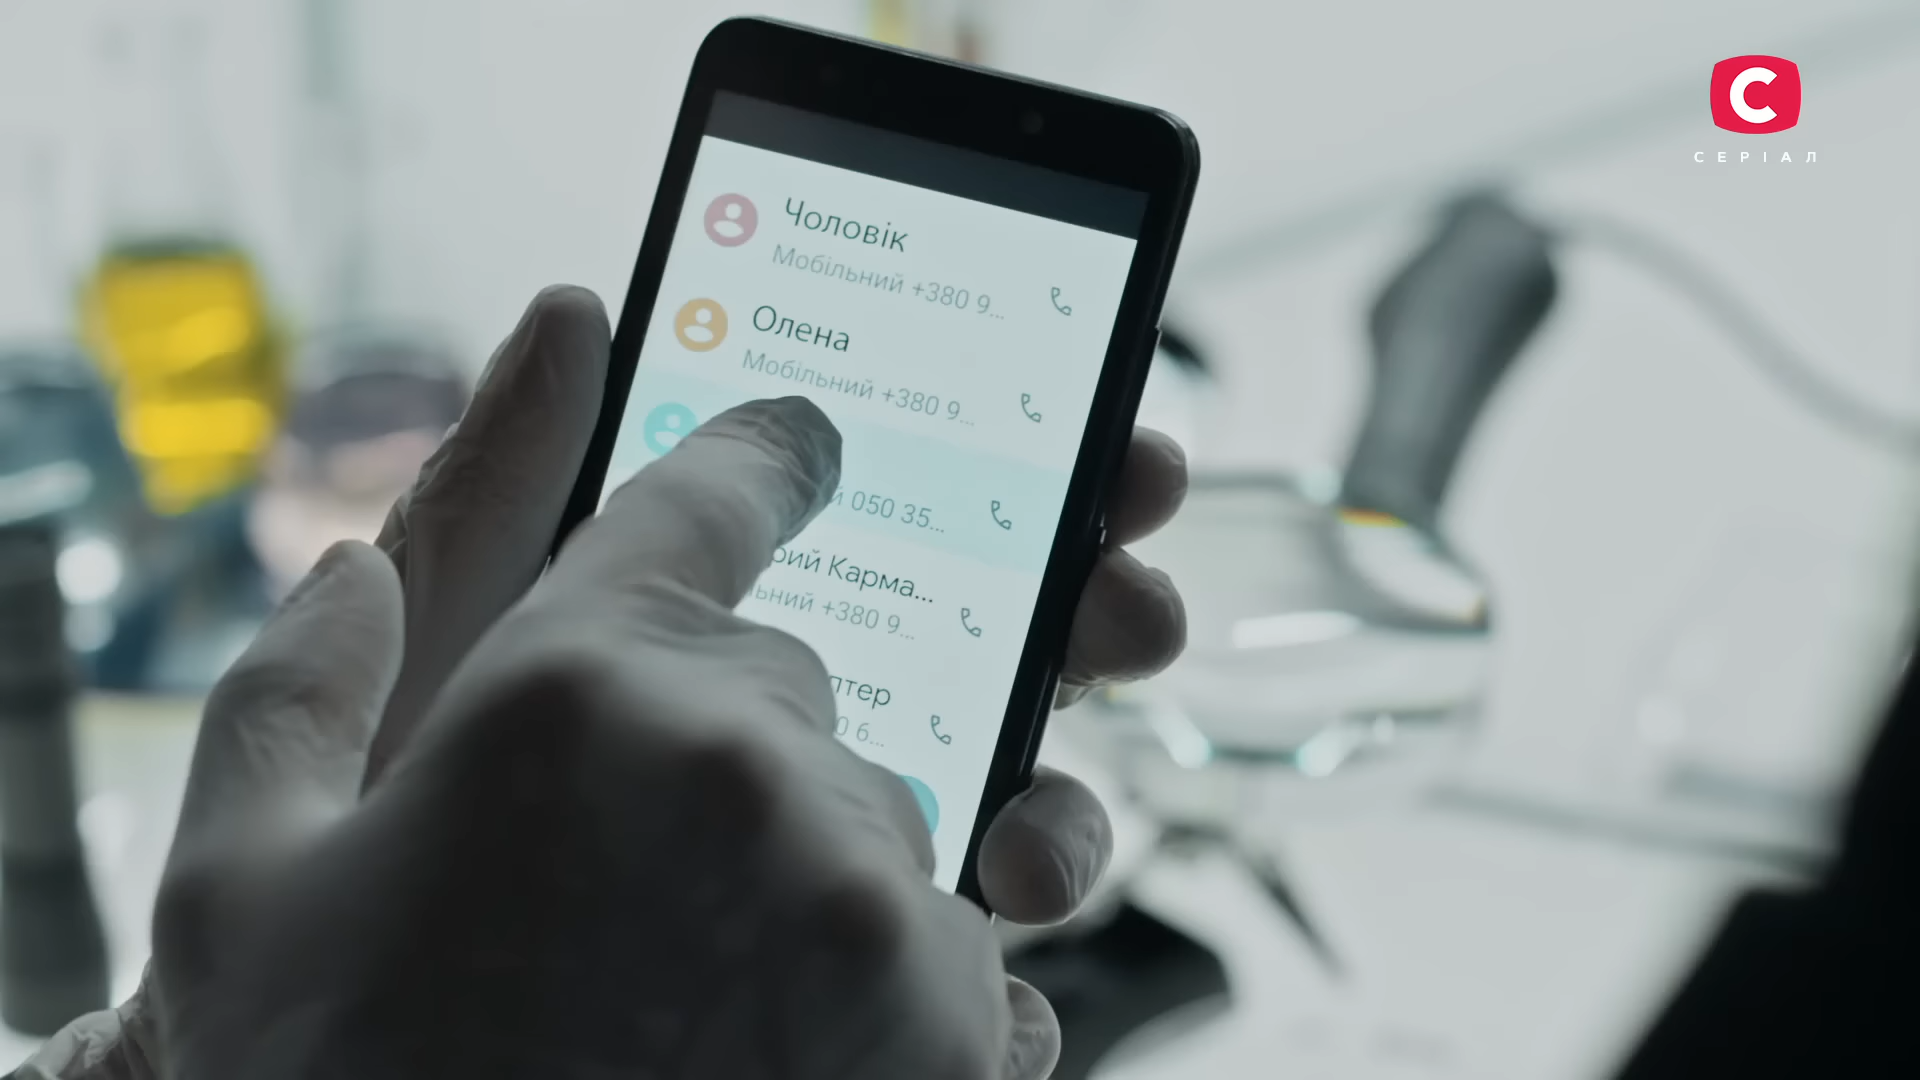 С
СЕРІАЛ
Чоловік
Мобільний +380 9...
Олена
Мобільний +380 9...
050 35...
Карма...
+380 9...
6...